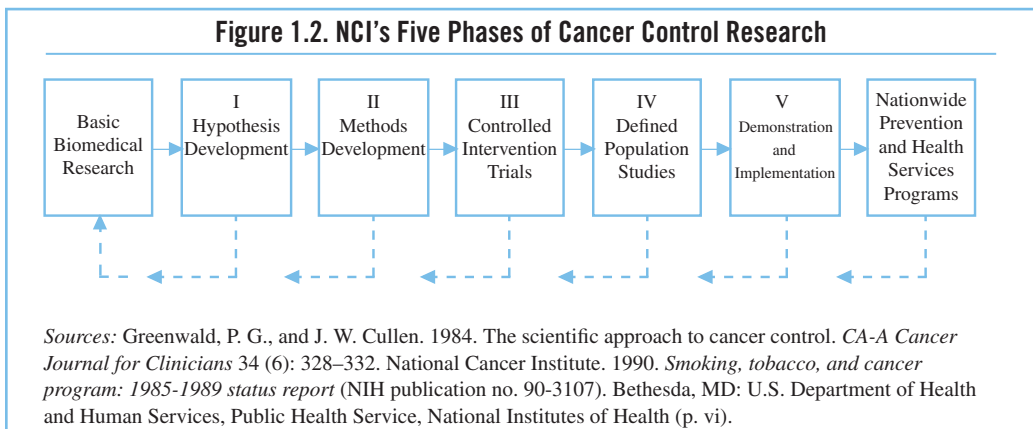 Figure 1.2. NCI’s Five Phases of Cancer Control Research
Basic
Biomedical
Research
I
Hypothesis
Development
II
Methods
Development
III
Controlled
Intervention
Trials
IV
Defined
Population
Studies
V
Demonstration
and
Implementation
Nationwide
Prevention
and Health
Services
Programs
Sources: Greenwald, P. G., and J. W. Cullen. 1984. The scientific approach to cancer control. CA-A Cancer
Journal for Clinicians 34 (6): 328–332. National Cancer Institute. 1990. Smoking, tobacco, and cancer
program: 1985-1989 status report (NIH publication no. 90-3107). Bethesda, MD: U.S. Department of Health
and Human Services, Public Health Service, National Institutes of Health (p. vi).